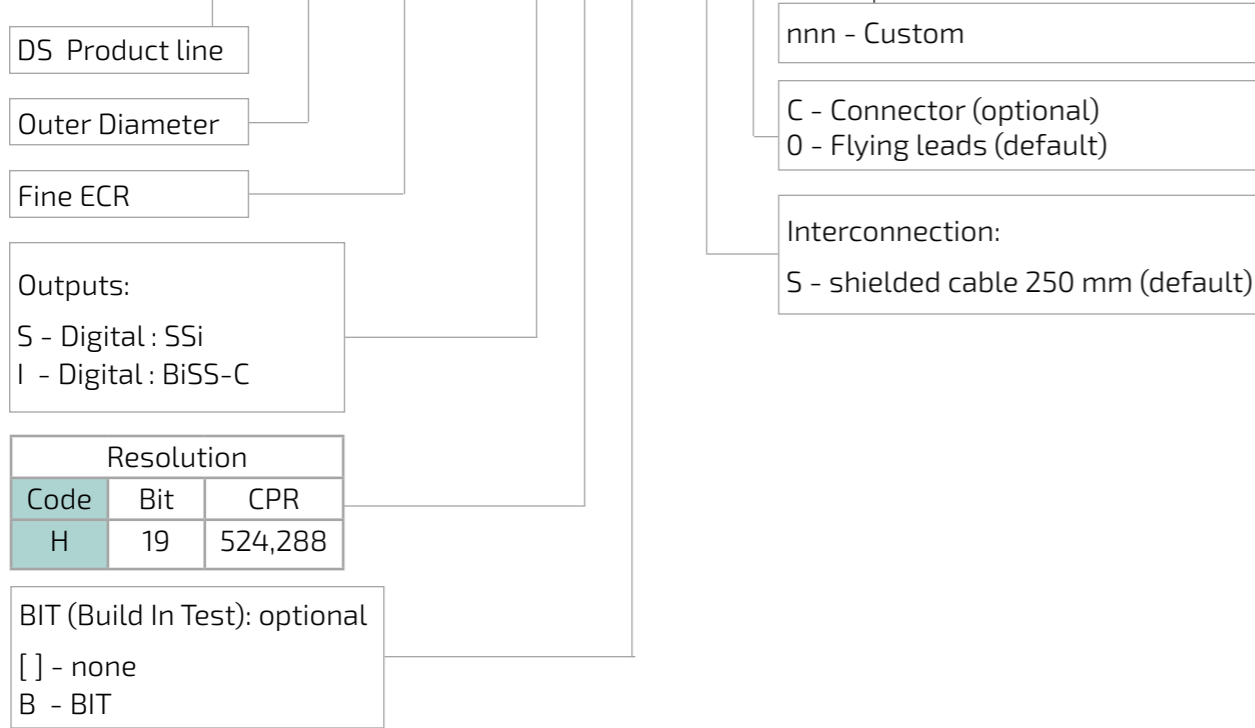 DS Product line
Outer Diameter
Fine ECR
Outputs:
S - Digital : SSi
I - Digital : BiSS-C
Resolution
Code Bit CPR
H 19 524,288
BIT (Build In Test): optional
[ ] - none
B - BIT
nnn - Custom
C - Connector (optional)
0 - Flying leads (default)
Interconnection:
S - shielded cable 250 mm (default)